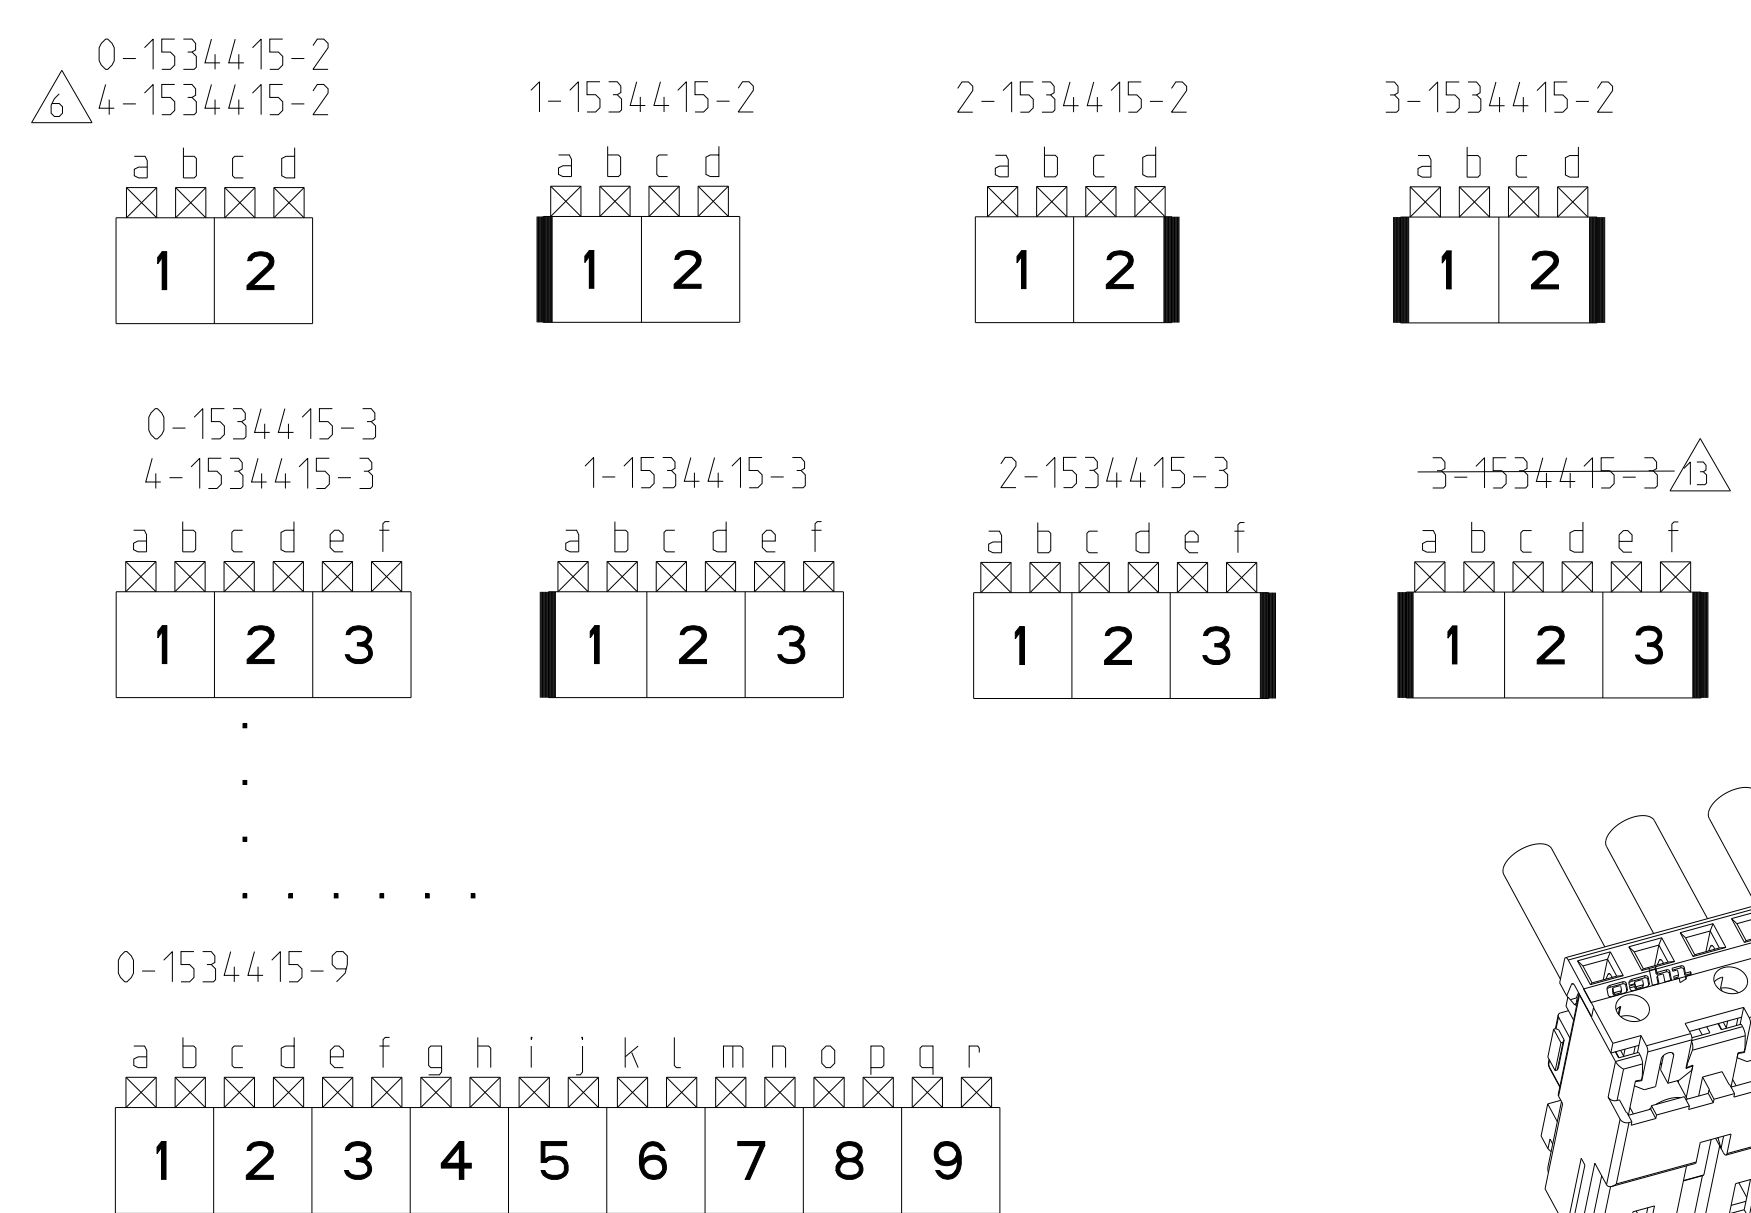 0-1534415-2
6 4-1534415-2
1-1534415-2
2-1534415-2
3-1534415-2
a b c d
a b c d
a b c d
a b c d
1 2
1 2
1 2
1 2
0-1534415-3
4-1534415-3
1-1534415-3
2-1534415-3
3-1534415-3 13
a b c d e f
a b c d e f
a b c d e f
a b c d e f
1 2 3
1 2 3
1 2 3
1 2 3
.
.
.
. . . . . .
0-1534415-9
a b c d e f g h i j k l m n o p q r
1 2 3 4 5 6 7 8 9